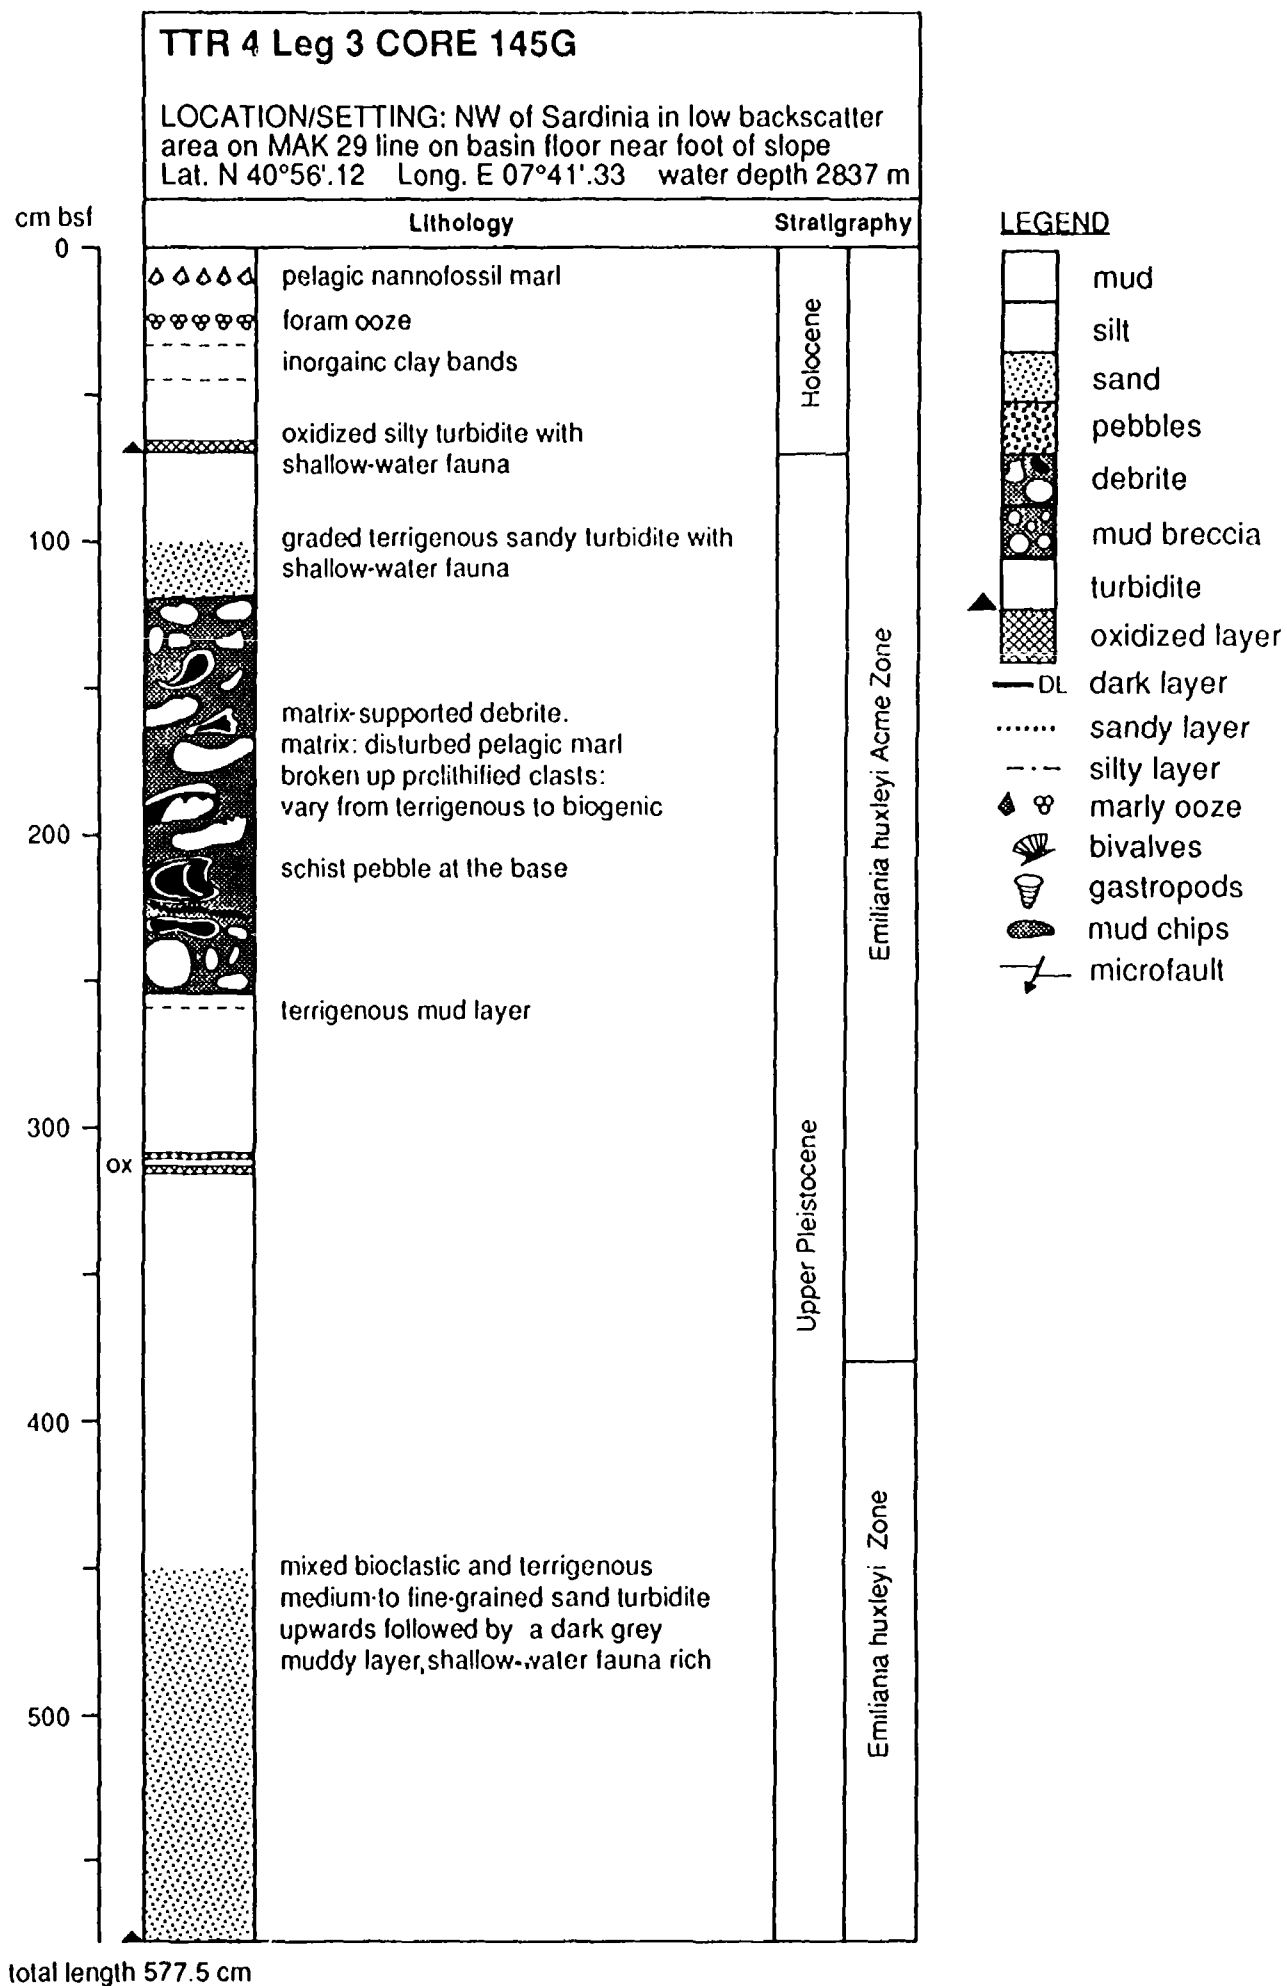 TTR 4 Leg 3 CORE 145G
LOCATION/SETTING: NW of Sardinia in low backscatter
area on MAK 29 line on basin floor near foot of slope
Lat. N 40°56'.12 Long. E 07°41'.33 water depth 2837 m
cm bsf
Lithology
Stratigraphy
0
100
200
300
400
500
OX
pelagic nannofossil marl
foram ooze
inorgainc clay bands
oxidized silty turbidite with
shallow-water fauna
graded terrigenous sandy turbidite with
shallow-water fauna
matrix-supported debrite.
matrix: disturbed pelagic marl
broken up prelithified clasts:
vary from terrigenous to biogenic
schist pebble at the base
terrigenous mud layer
mixed bioclastic and terrigenous
medium-to fine-grained sand turbidite
upwards followed by a dark grey
muddy layer, shallow-water fauna rich
Holocene
Upper Pleistocene
Emiliania huxleyi Acme Zone
Emiliania huxleyi Zone
total length 577.5 cm
LEGEND
mud
silt
sand
pebbles
debrite
mud breccia
turbidite
oxidized layer
DL dark layer
sandy layer
silty layer
marly ooze
bivalves
gastropods
mud chips
microfault